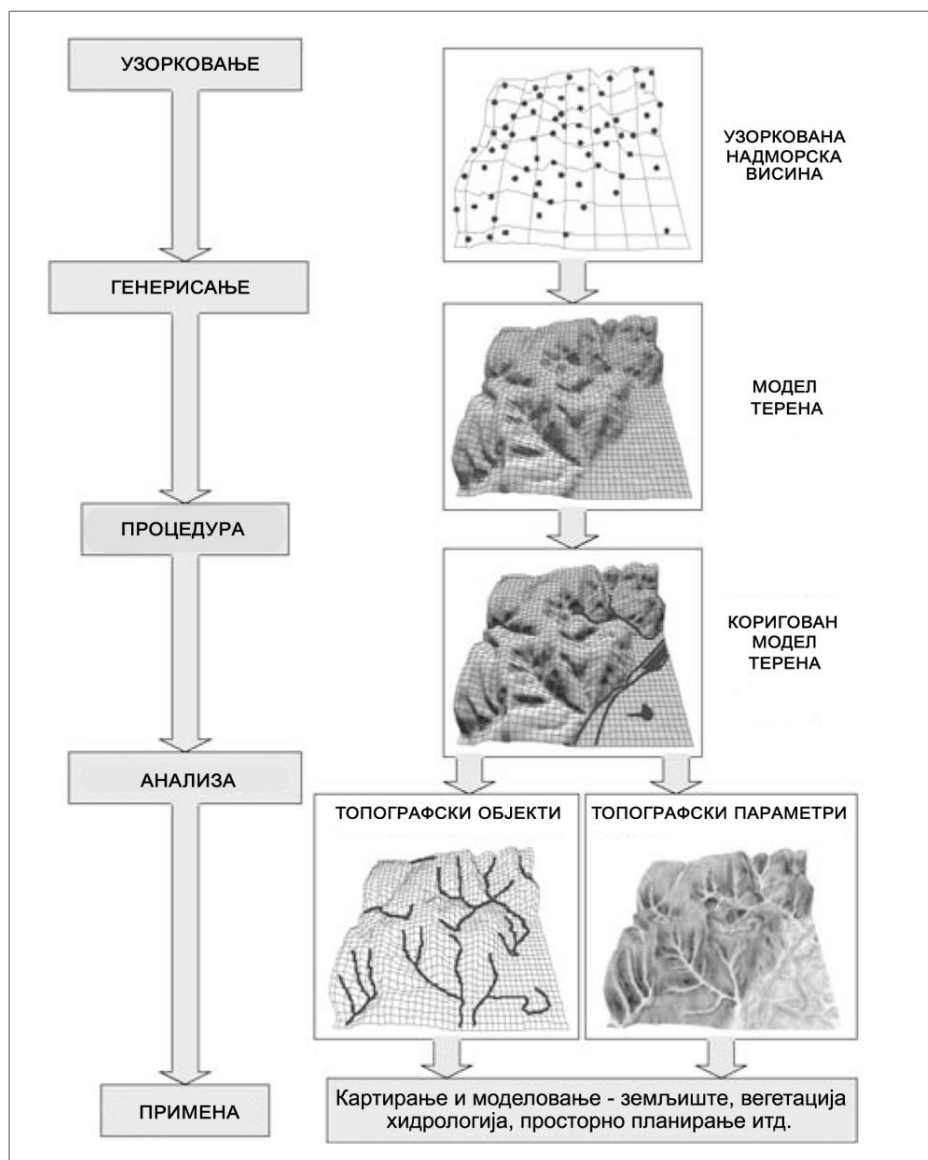 УЗОРКОВАЊЕ
УЗОРКОВАНА
НАДМОРСКА
ВИСИНА
ГЕНЕРИСАЊЕ
МОДЕЛ
ТЕРЕНА
ПРОЦЕДУРА
КОРИГОВАН
МОДЕЛ
ТЕРЕНА
АНАЛИЗА
ТОПОГРАФСКИ ОБЈЕКТИ
ТОПОГРАФСКИ ПАРАМЕТРИ
ПРИМЕНА
Картирање и моделовање - земљиште, вегетација
хидрологија, просторно планирање итд.